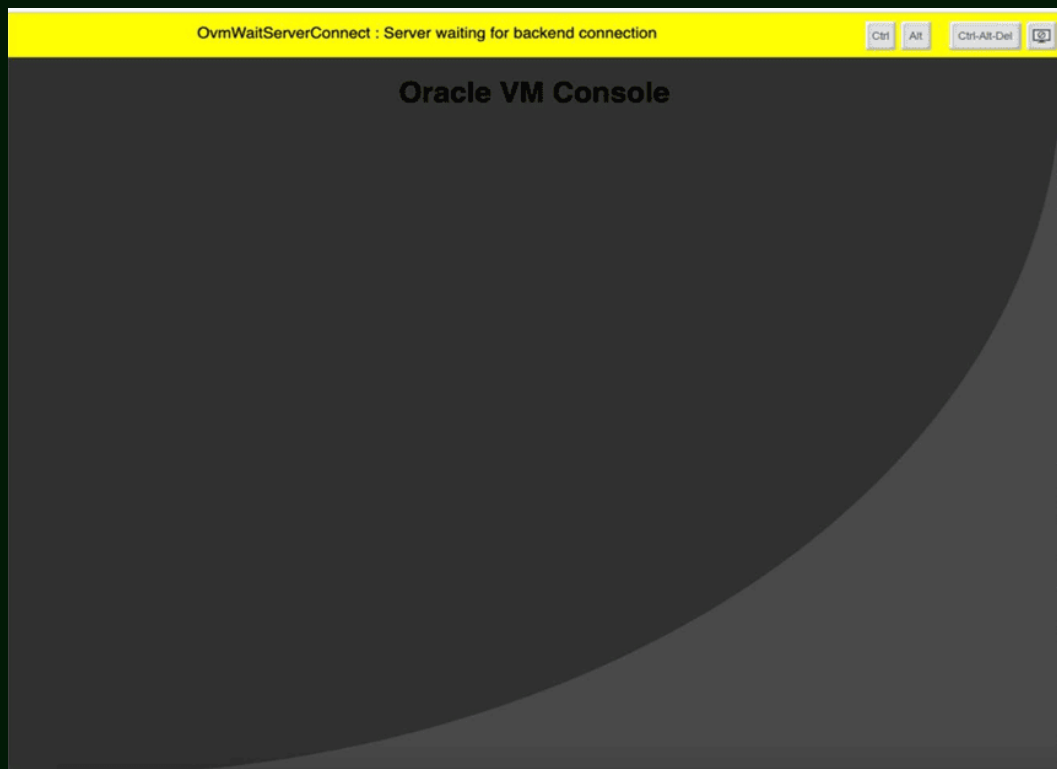 OvmWaitServerConnect : Server waiting for backend connection
Ctrl Alt Ctrl-Alt-Del
Oracle VM Console